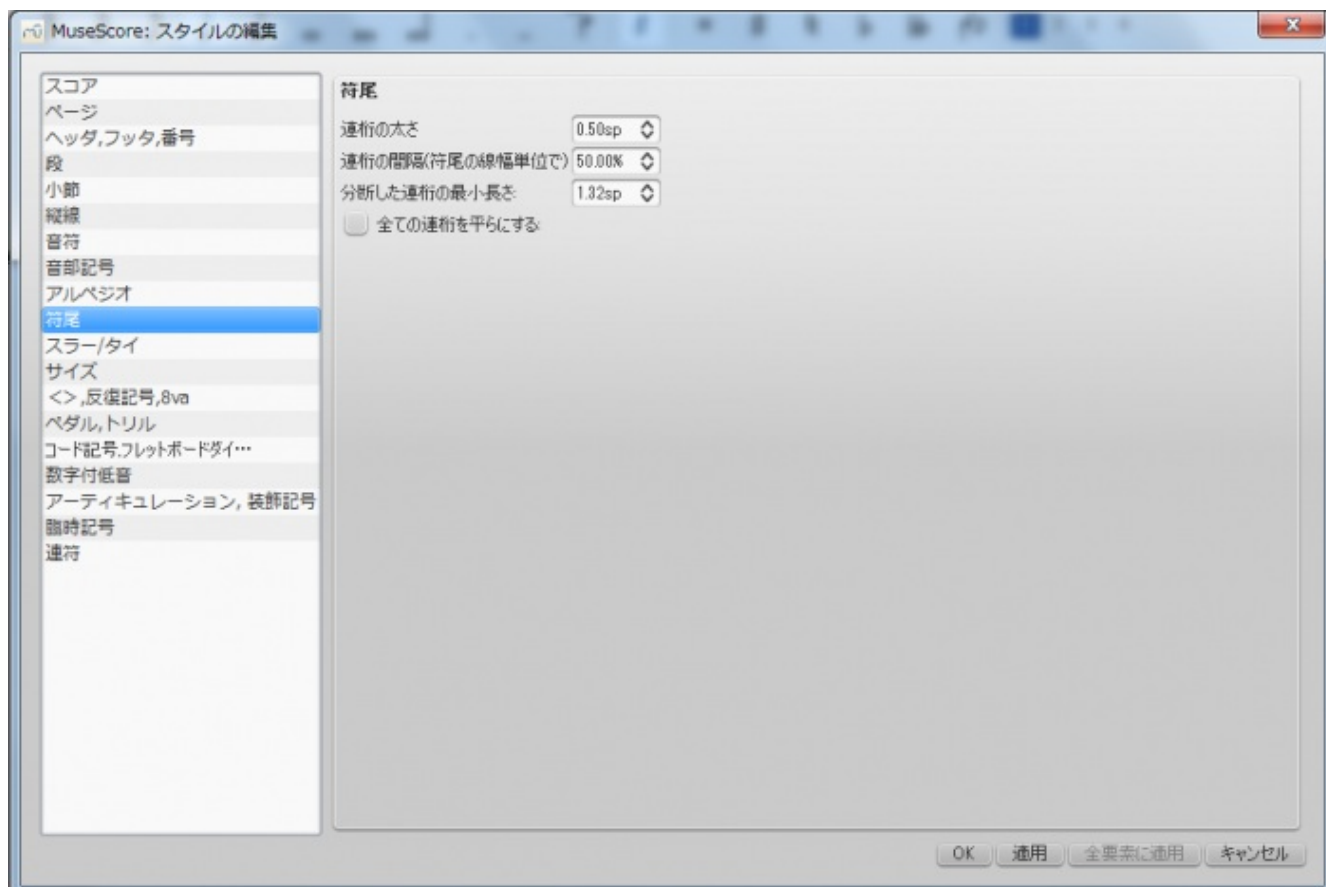 MuseScore: スタイルの編集
スコア
ページ
ヘッダ,フッタ,番号
段
小節
縦線
音符
音部記号
アルペジオ
符尾
スラー/タイ
サイズ
<> ,反復記号,8va
ペダル,トリル
コード記号.フレットボードダイ…
数字付低音
アーティキュレーション, 装飾記号
臨時記号
連符
符尾
連桁の太さ 0.50sp
連桁の間隔(符尾の線幅単位で) 50.00%
分断した連桁の最小長さ: 1.32sp
全ての連桁を平らにする:
OK 適用 全要素に適用 キャンセル